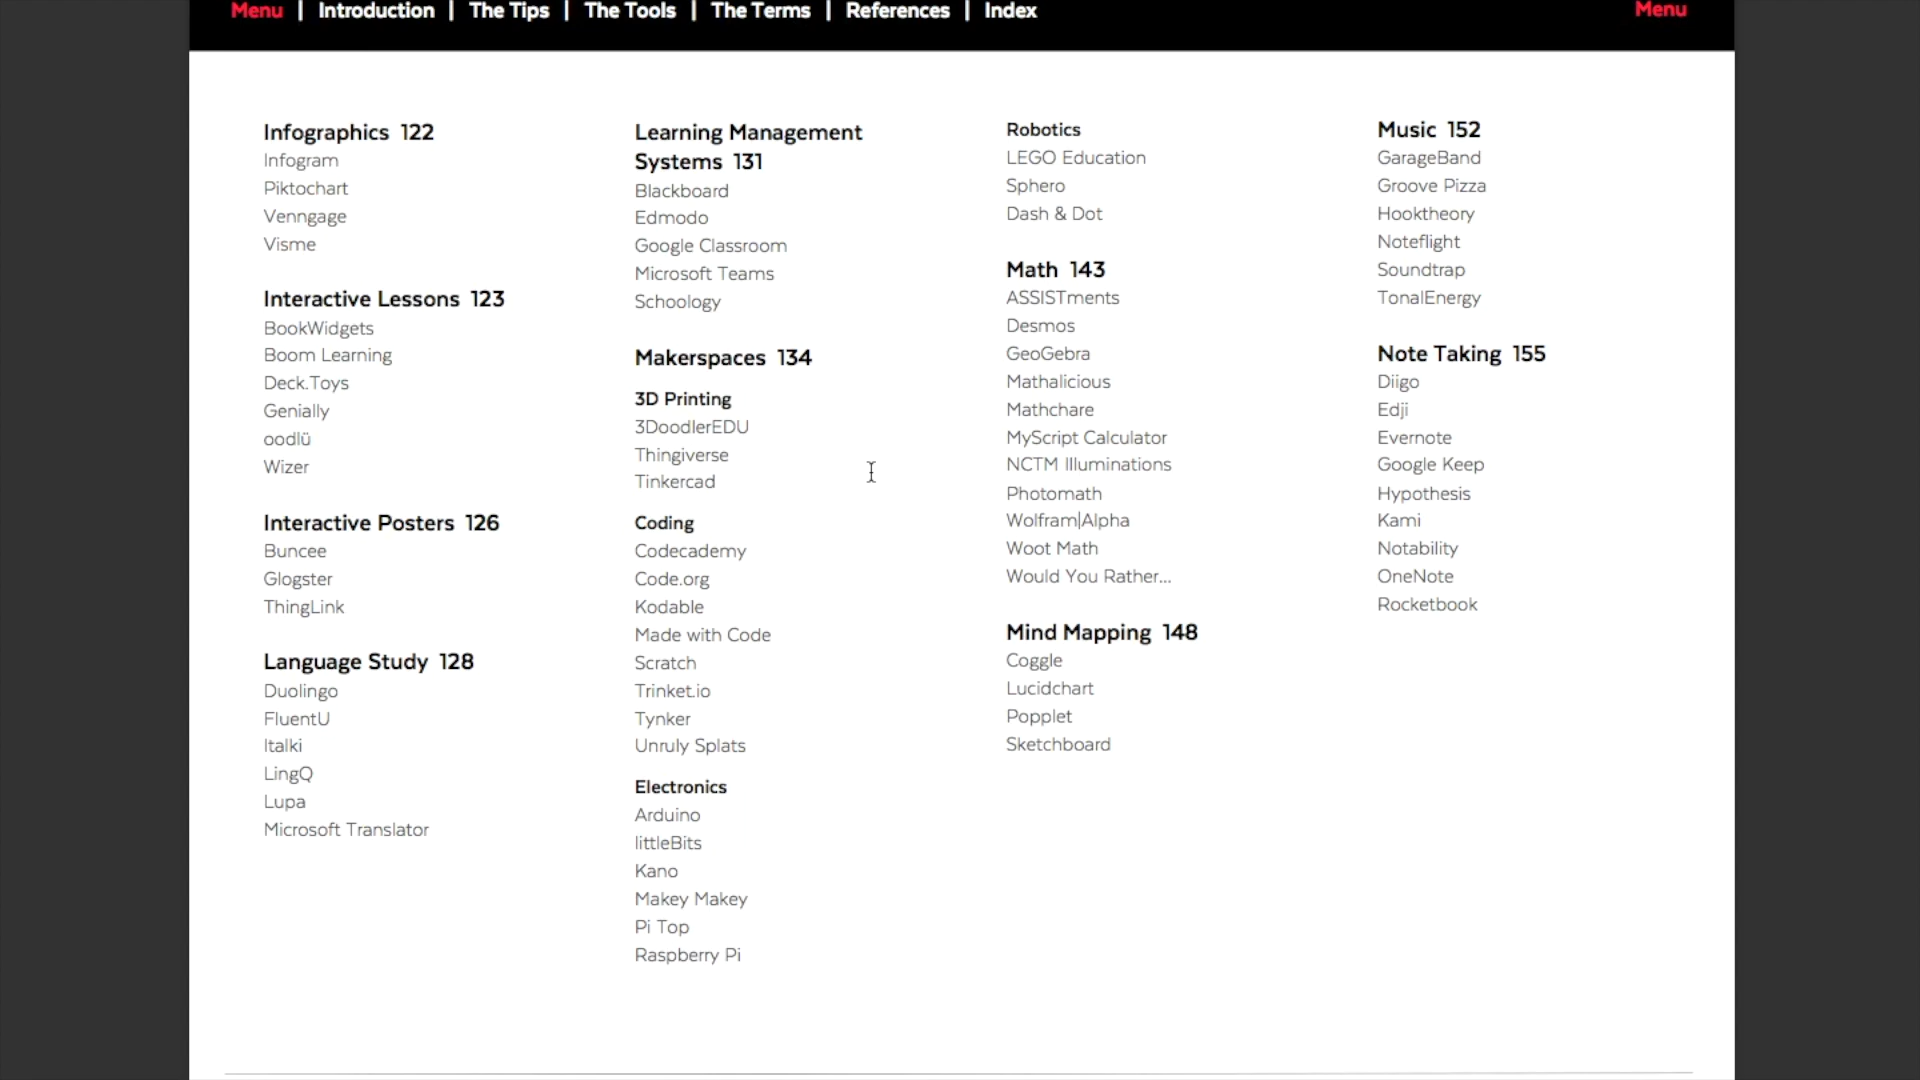 Menu | Introduction | The Tips | The Tools | The Terms | References | Index
Menu
Infographics 122
Infogram
Piktochart
Venngage
Visme
Interactive Lessons 123
BookWidgets
Boom Learning
Deck.Toys
Genially
oodlü
Wizer
Interactive Posters 126
Buncee
Glogster
ThingLink
Language Study 128
Duolingo
FluentU
Italki
LingQ
Lupa
Microsoft Translator
Learning Management
Systems 131
Blackboard
Edmodo
Google Classroom
Microsoft Teams
Schoology
Makerspaces 134
3D Printing
3DoodlerEDU
Thingiverse
Tinkercad
Coding
Codecademy
Code.org
Kodable
Made with Code
Scratch
Trinket.io
Tynker
Unruly Splats
Electronics
Arduino
littleBits
Kano
Makey Makey
Pi Top
Raspberry Pi
Robotics
LEGO Education
Sphero
Dash & Dot
Math 143
ASSISTments
Desmos
GeoGebra
Mathalicious
Mathchare
MyScript Calculator
NCTM Illuminations
Photomath
Wolfram|Alpha
Woot Math
Would You Rather...
Mind Mapping 148
Coggle
Lucidchart
Popplet
Sketchboard
Music 152
GarageBand
Groove Pizza
Hooktheory
Noteflight
Soundtrap
TonalEnergy
Note Taking 155
Diigo
Edji
Evernote
Google Keep
Hypothesis
Kami
Notability
OneNote
Rocketbook